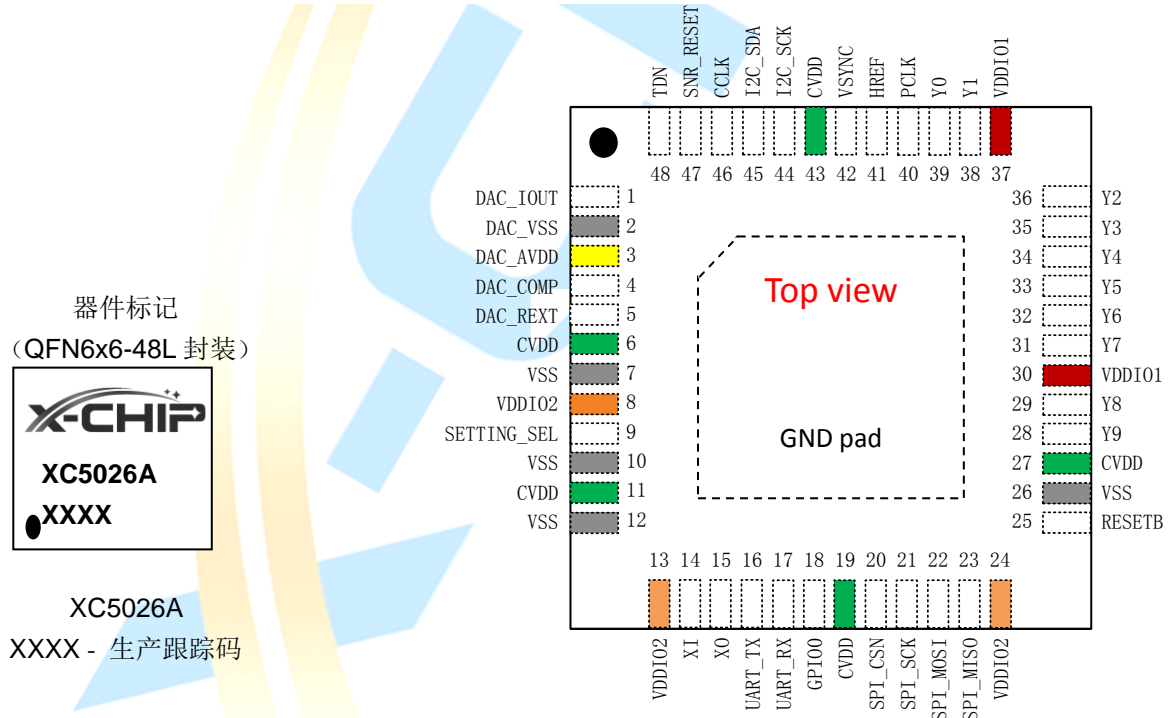 器件标记
（QFN6x6-48L 封装）
X-CHIP
XC5026A
XXXX
XC5026A
XXXX - 生产跟踪码
TDN
SNR_RESET
CCLK
I2C_SDA
I2C_SCK
CVDD
VSYNC
HREF
PCLK
Y0
Y1
VDDIO1
48 47 46 45 44 43 42 41 40 39 38 37
DAC_IOUT 1
DAC_VSS 2
DAC_AVDD 3
DAC_COMP 4
DAC_REXT 5
CVDD 6
VSS 7
VDDIO2 8
SETTING_SEL 9
VSS 10
CVDD 11
VSS 12
Top view
GND pad
36 Y2
35 Y3
34 Y4
33 Y5
32 Y6
31 Y7
30 VDDIO1
29 Y8
28 Y9
27 CVDD
26 VSS
25 RESETB
13 14 15 16 17 18 19 20 21 22 23 24
VDDIO2
XI
XO
UART_TX
UART_RX
GPIO0
CVDD
SPI_CSN
SPI_SCK
SPI_MOSI
SPI_MISO
VDDIO2